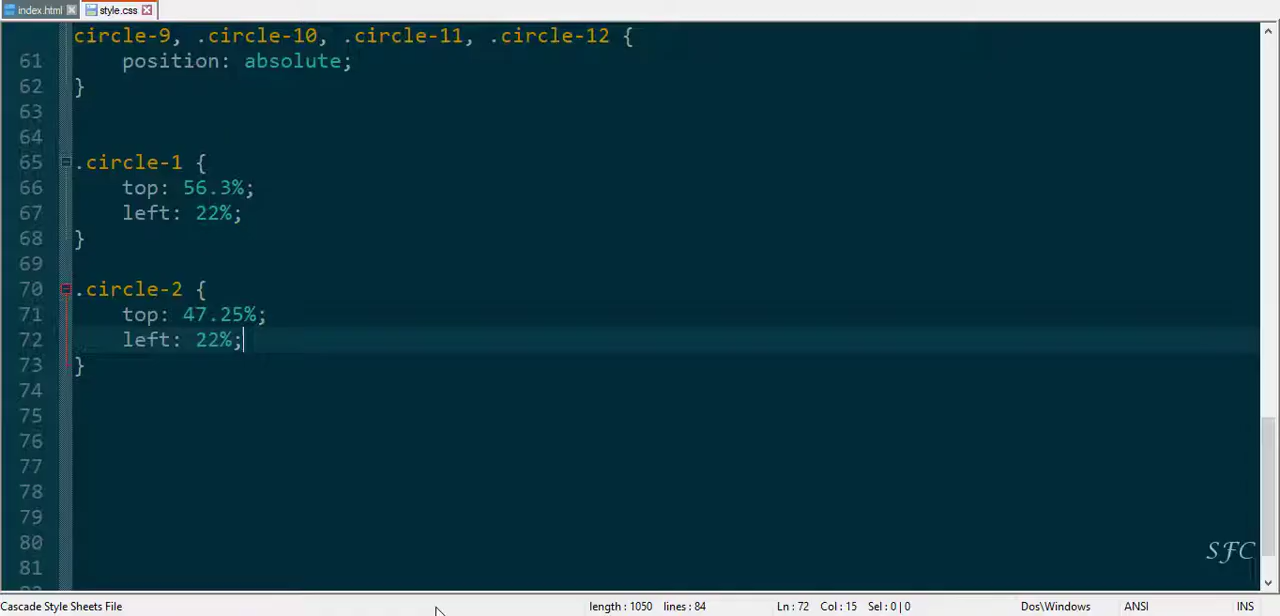 index.html style.css
circle-9, .circle-10, .circle-11, .circle-12 {
61 position: absolute;
62 }
63
64
65 .circle-1 {
66 top: 56.3%;
67 left: 22%;
68 }
69
70 .circle-2 {
71 top: 47.25%;
72 left: 22%;
73 }
74
75
76
77
78
79
80
81
SFC
Cascade Style Sheets File length : 1050 lines : 84 Ln : 72 Col : 15 Sel : 0 | 0 Dos\Windows ANSI INS